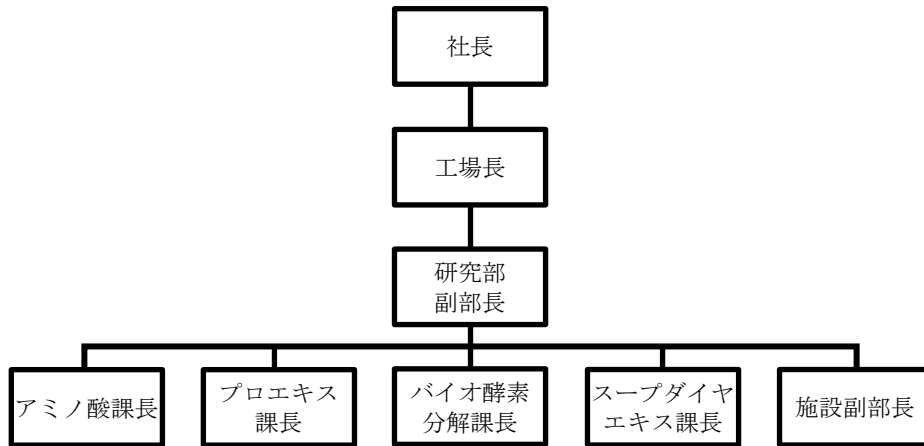 社長
工場長
研究部
副部長
アミノ酸課長
プロエキス
課長
バイオ酵素
分解課長
スープダイヤ
エキス課長
施設副部長